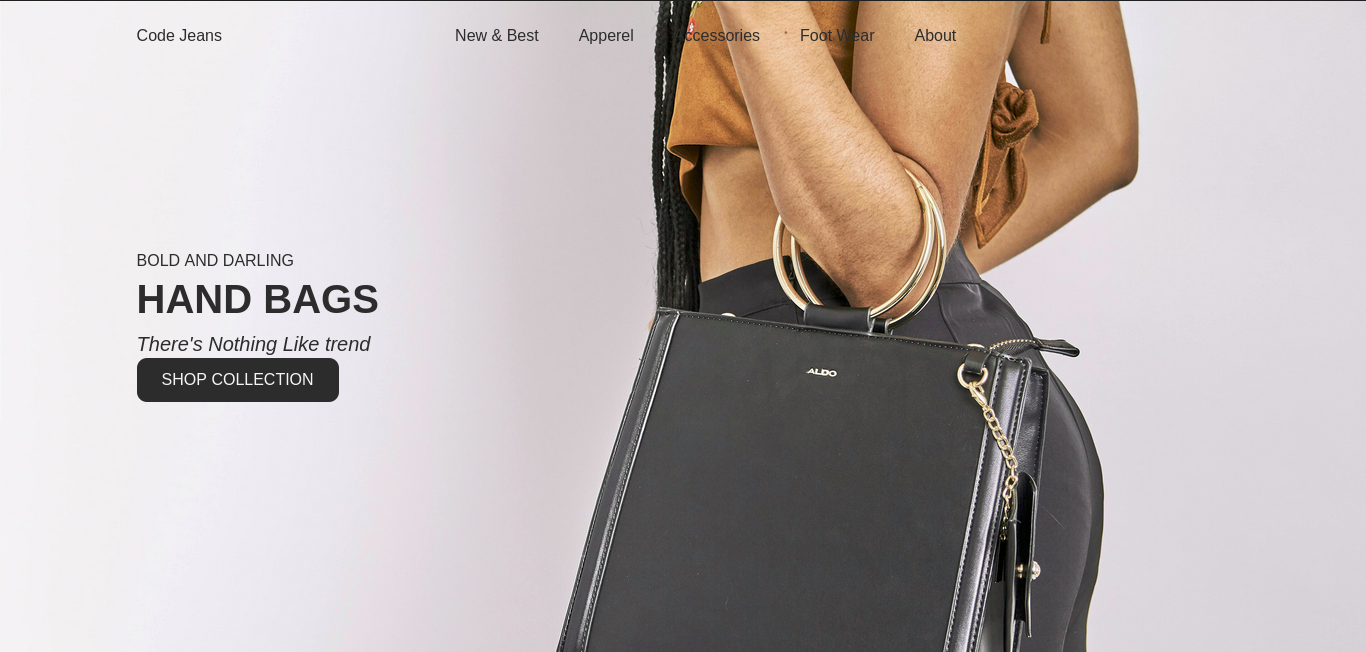 Code Jeans
New & Best
Apparel
Accessories
Foot Wear
About
BOLD AND DARLING
HAND BAGS
There's Nothing Like trend
SHOP COLLECTION
ALDO